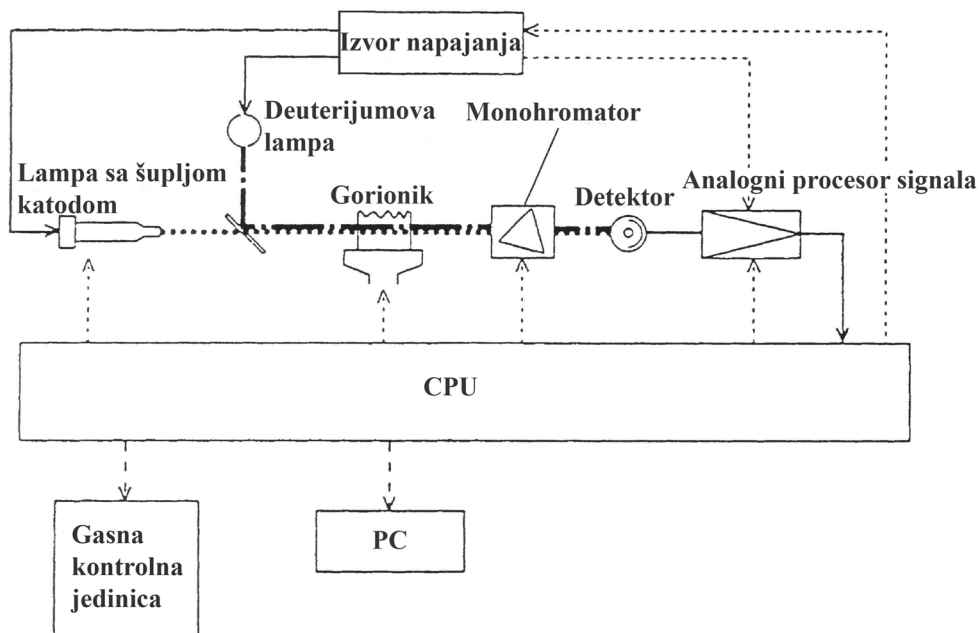 Izvor napajanja
Deuterijumova
lampa
Monohromator
Lampa sa šupljom
katodom
Gorionik
Detektor
Analogni procesor signala
CPU
Gasna
kontrolna
jedinica
PC